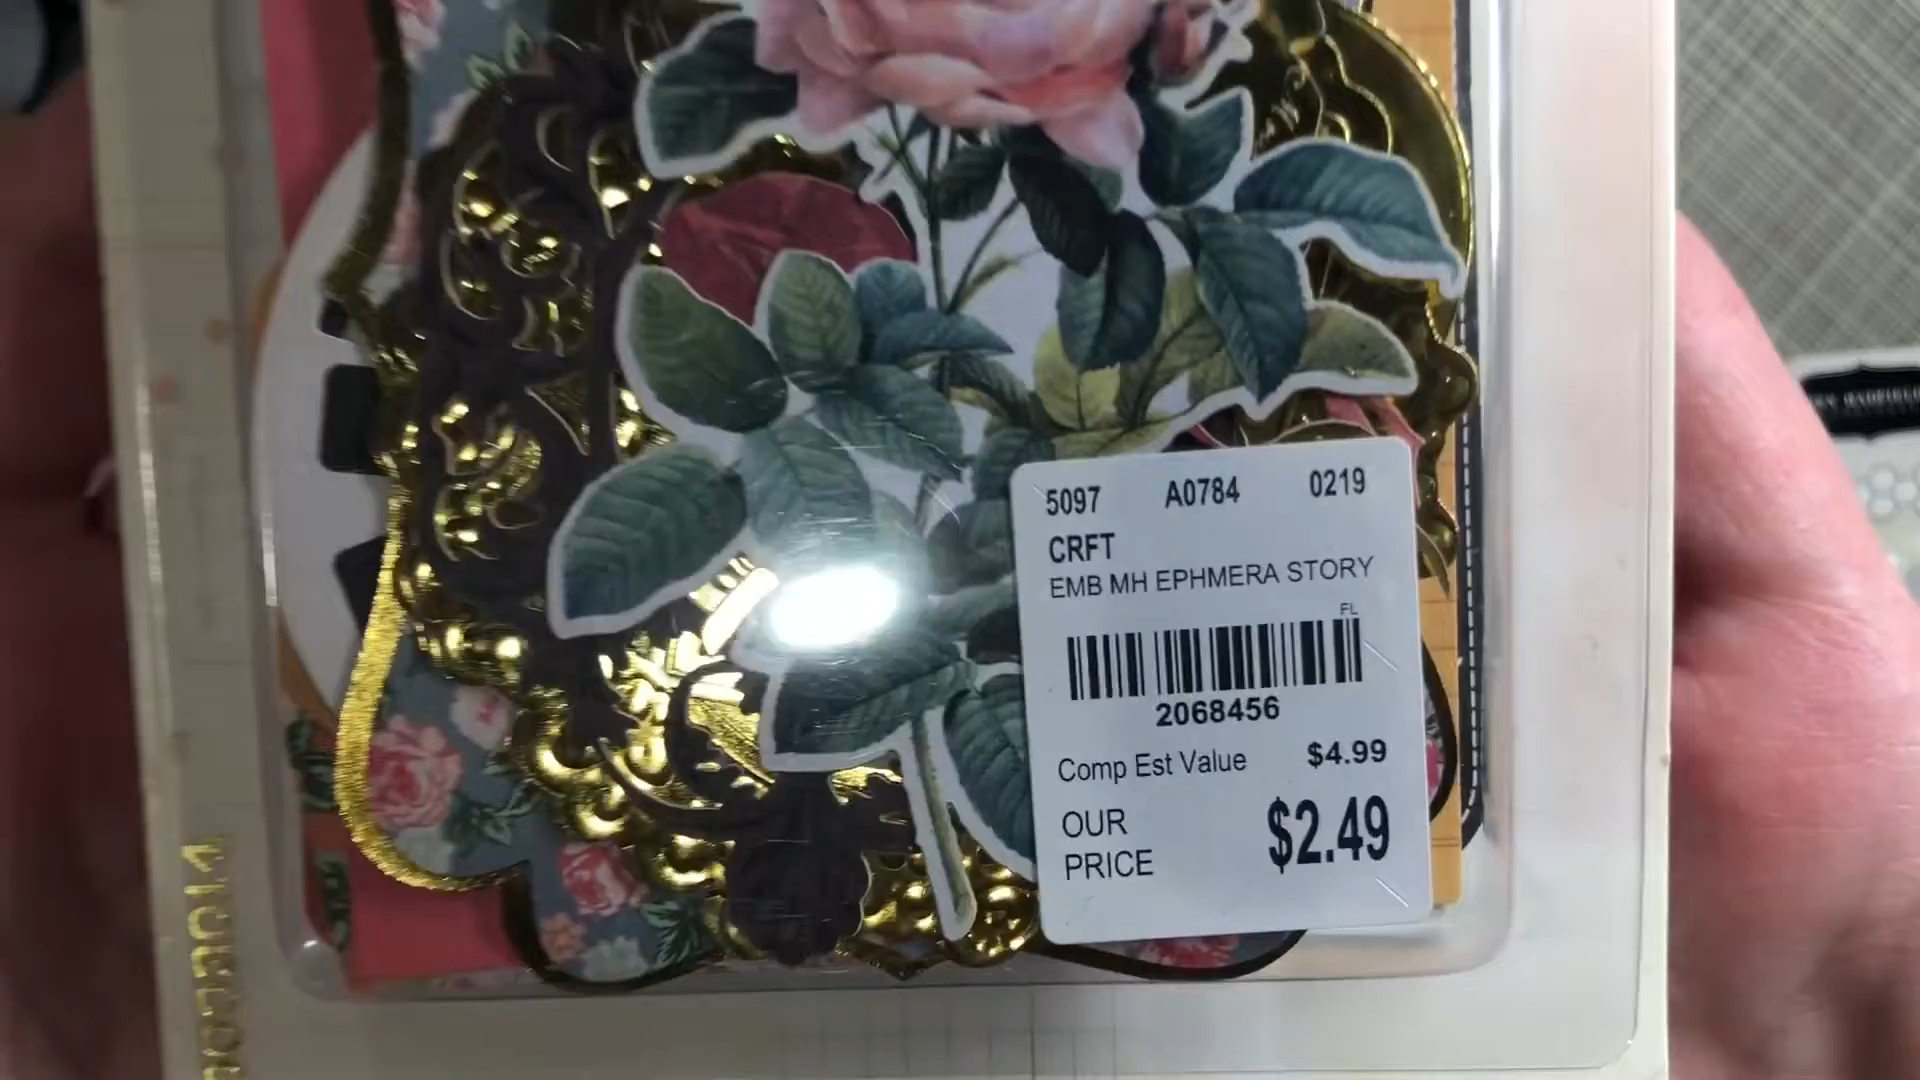 5097 A0784 0219
CRFT
EMB MH EPHMERA STORY
FL
2068456
Comp Est Value $4.99
OUR
PRICE $2.49